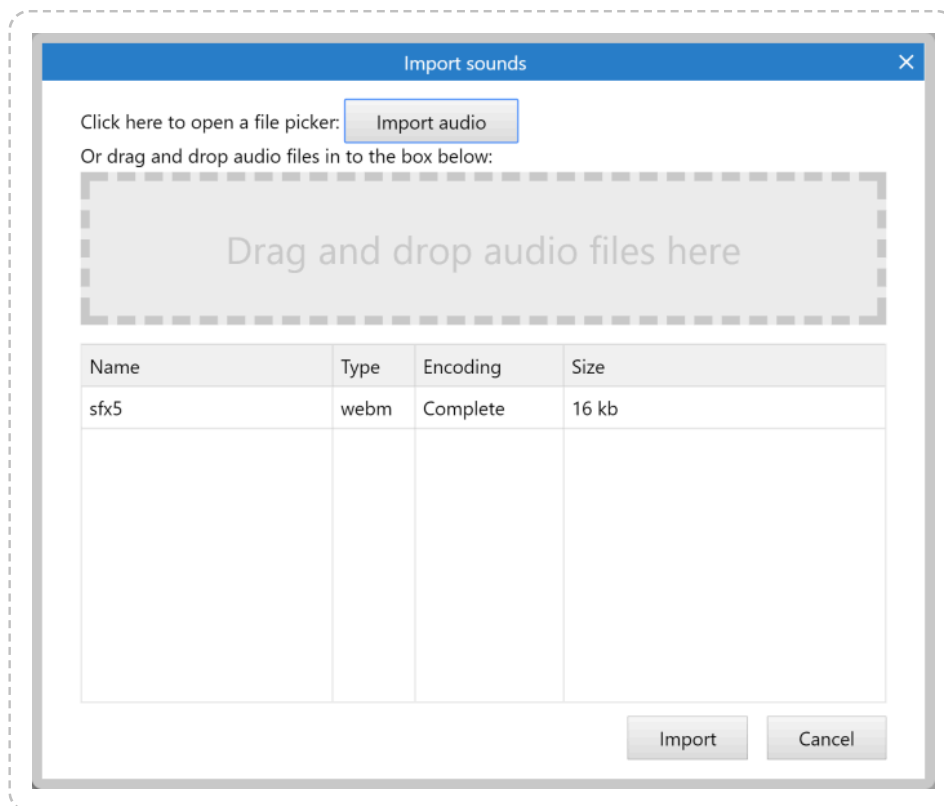 Import sounds
Click here to open a file picker: Import audio
Or drag and drop audio files in to the box below:
Drag and drop audio files here
Name Type Encoding Size
sfx5 webm Complete 16 kb
Import Cancel